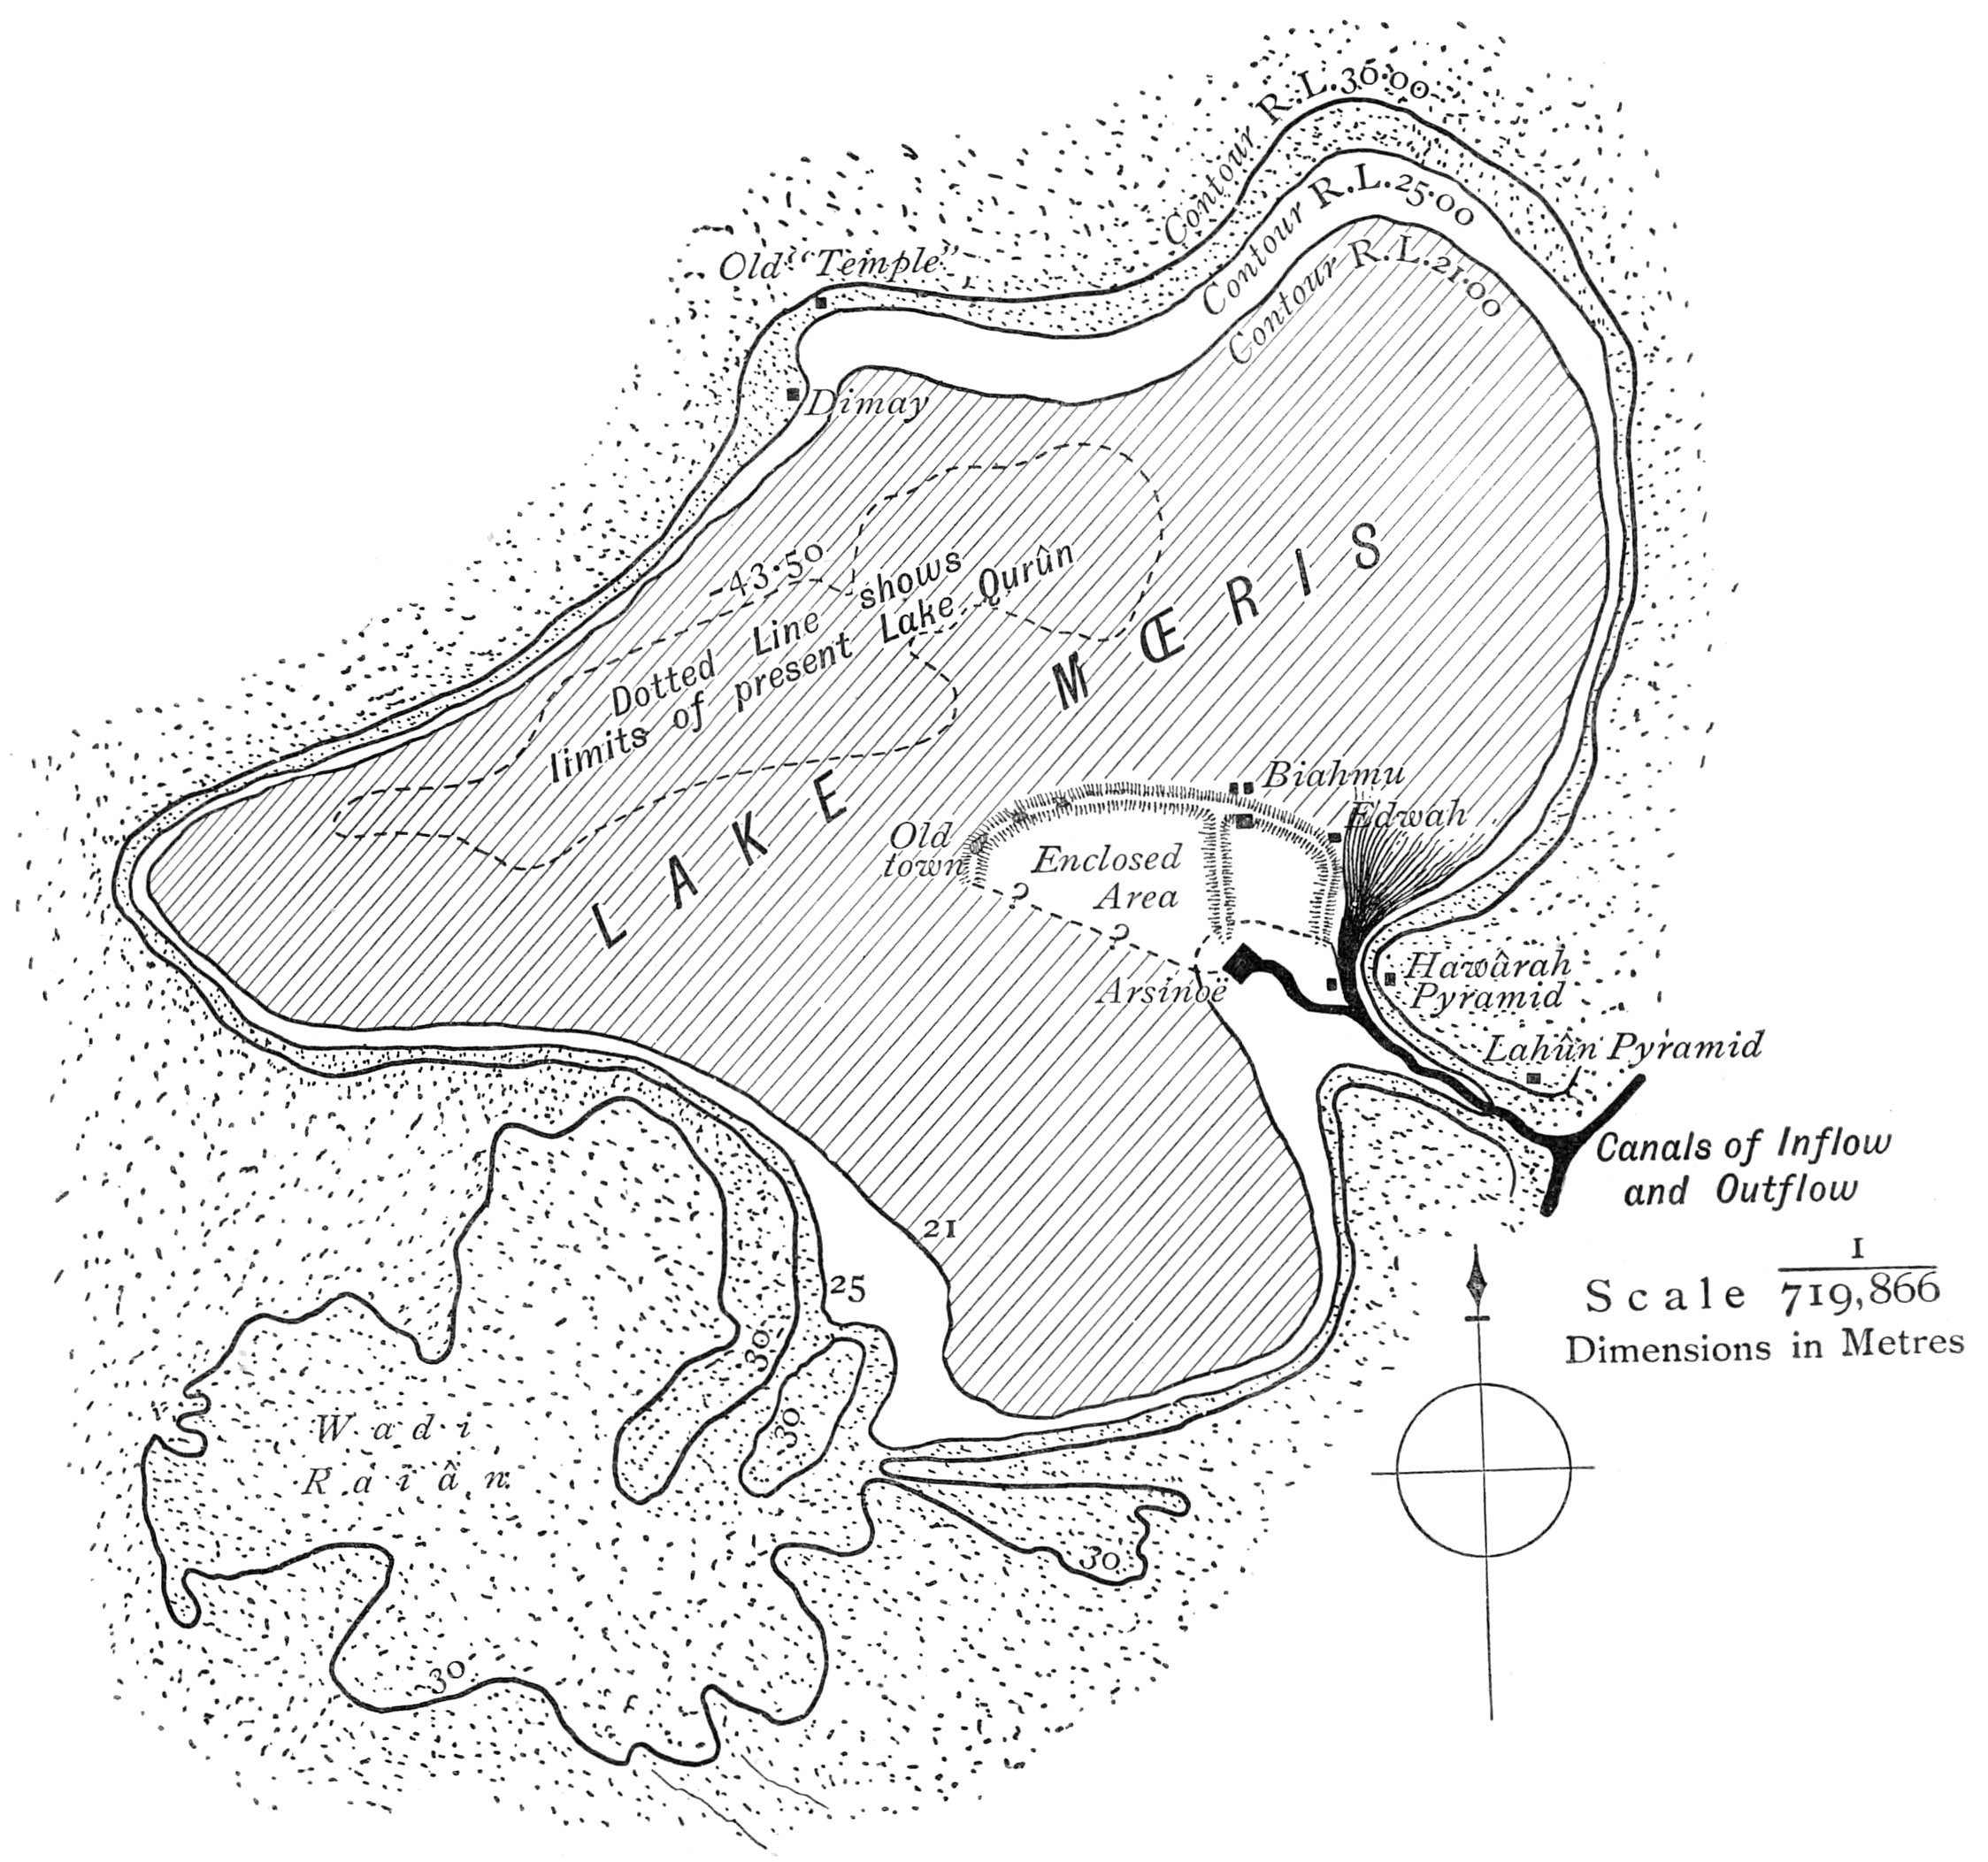 Contour R.L.30·00
Contour R.L.25·00
Contour R.L.21·00
Old "Temple"
Dimay
-43·50
Dotted Line shows
limits of present Lake Qurûn
LAKE MŒRIS
Biahmu
Edwah
Old
town
Enclosed
Area
?
?
Arsinoë
Hawârah
Pyramid
Lahûn Pyramid
Canals of Inflow
and Outflow
21
25
30
30
30
30
Wadi
Raiân
Scale 1/719,866
Dimensions in Metres